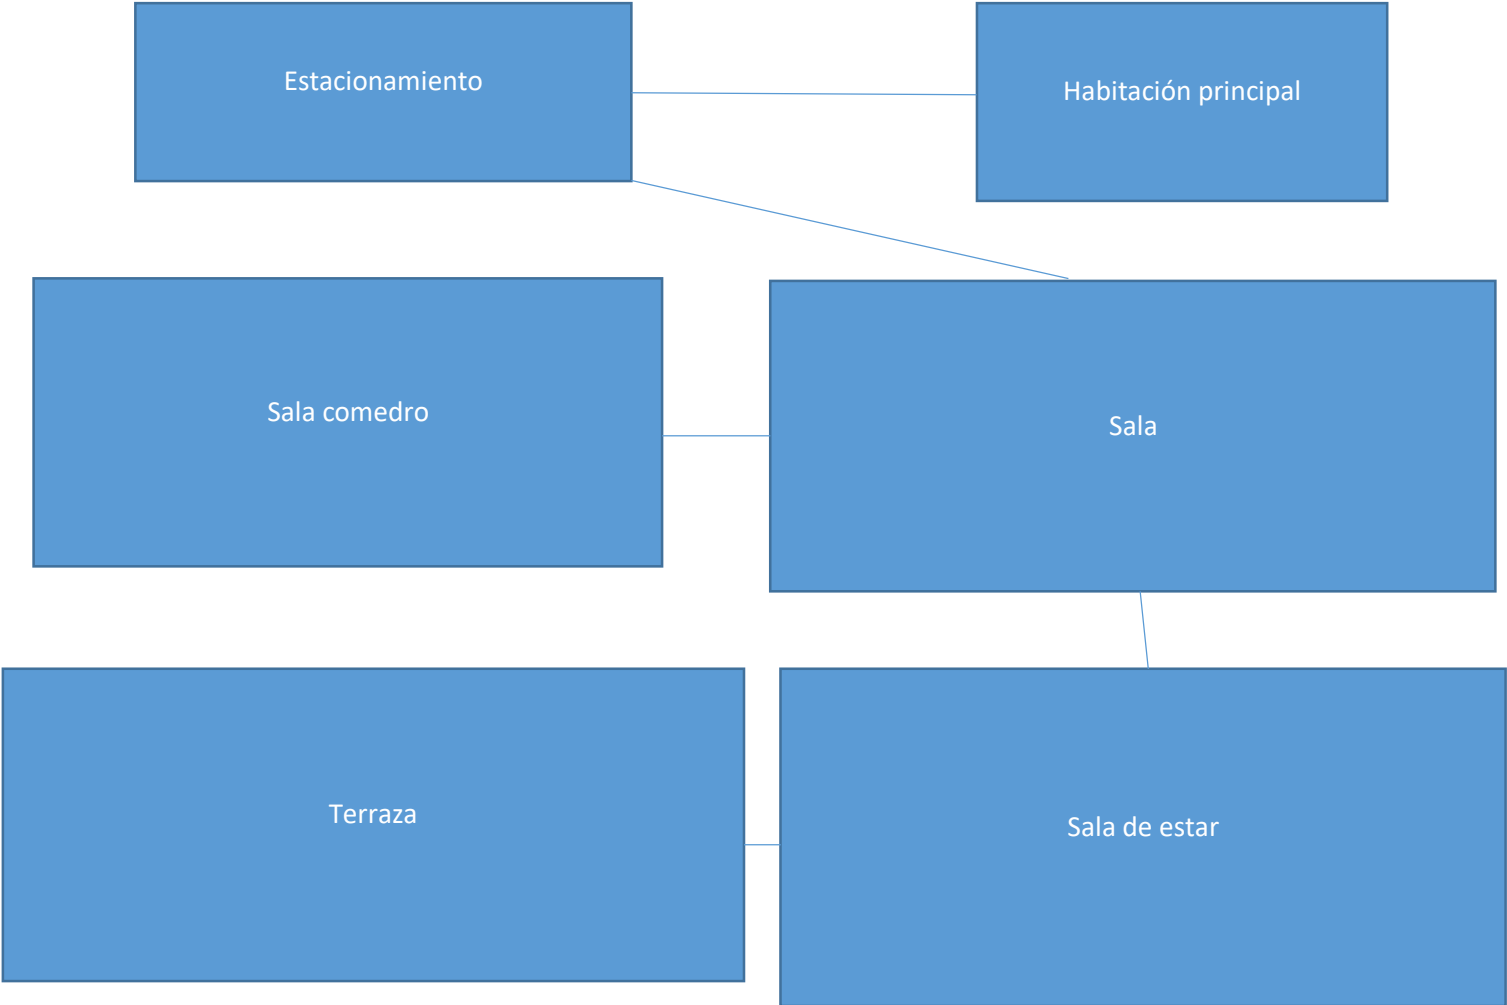 Estacionamiento
Habitación principal
Sala comedro
Sala
Terraza
Sala de estar